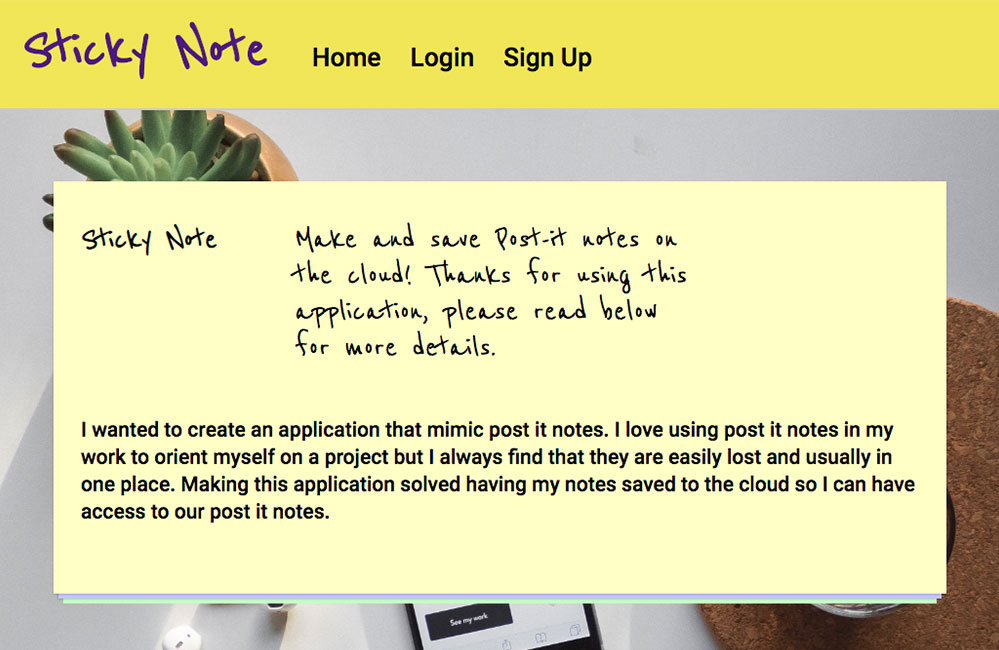 Sticky Note
Home Login Sign Up
Sticky Note
Make and save Post-it notes on
the cloud! Thanks for using this
application, please read below
for more details.
I wanted to create an application that mimic post it notes. I love using post it notes in my
work to orient myself on a project but I always find that they are easily lost and usually in
one place. Making this application solved having my notes saved to the cloud so I can have
access to our post it notes.
See my work